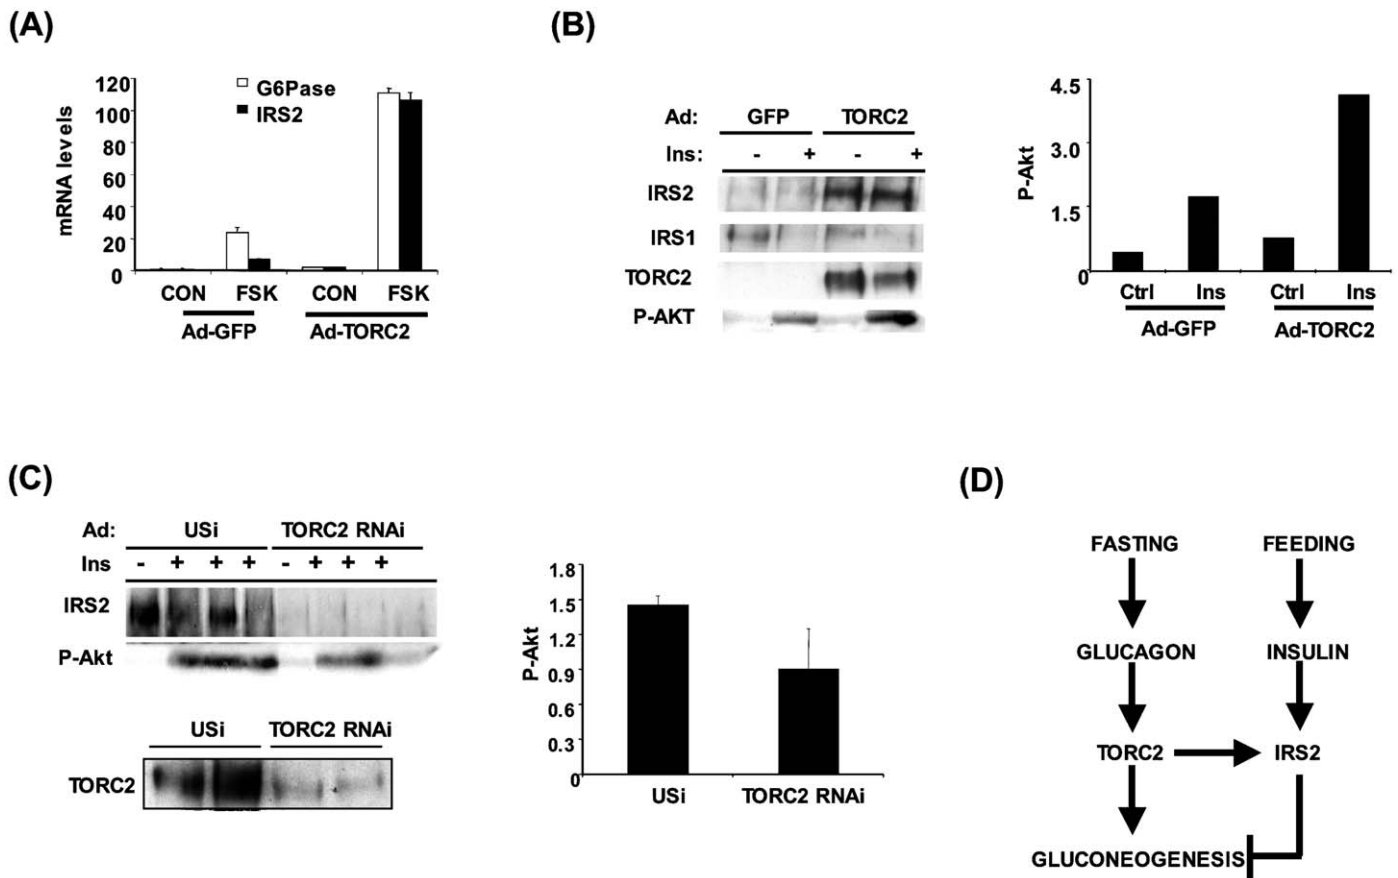 (A)
mRNA levels
120
100
80
60
40
20
0
G6Pase
IRS2
CON FSK CON FSK
Ad-GFP Ad-TORC2
(B)
Ad: GFP TORC2
Ins: - + - +
IRS2
IRS1
TORC2
P-AKT
P-Akt
4.5
3.0
1.5
0
Ctrl Ins Ctrl Ins
Ad-GFP Ad-TORC2
(C)
Ad: USi TORC2 RNAi
Ins - + + + - + + +
IRS2
P-Akt
USi TORC2 RNAi
TORC2
P-Akt
1.8
1.5
1.2
0.9
0.6
0.3
0
USi TORC2 RNAi
(D)
FASTING FEEDING
GLUCAGON INSULIN
TORC2 IRS2
GLUCONEOGENESIS